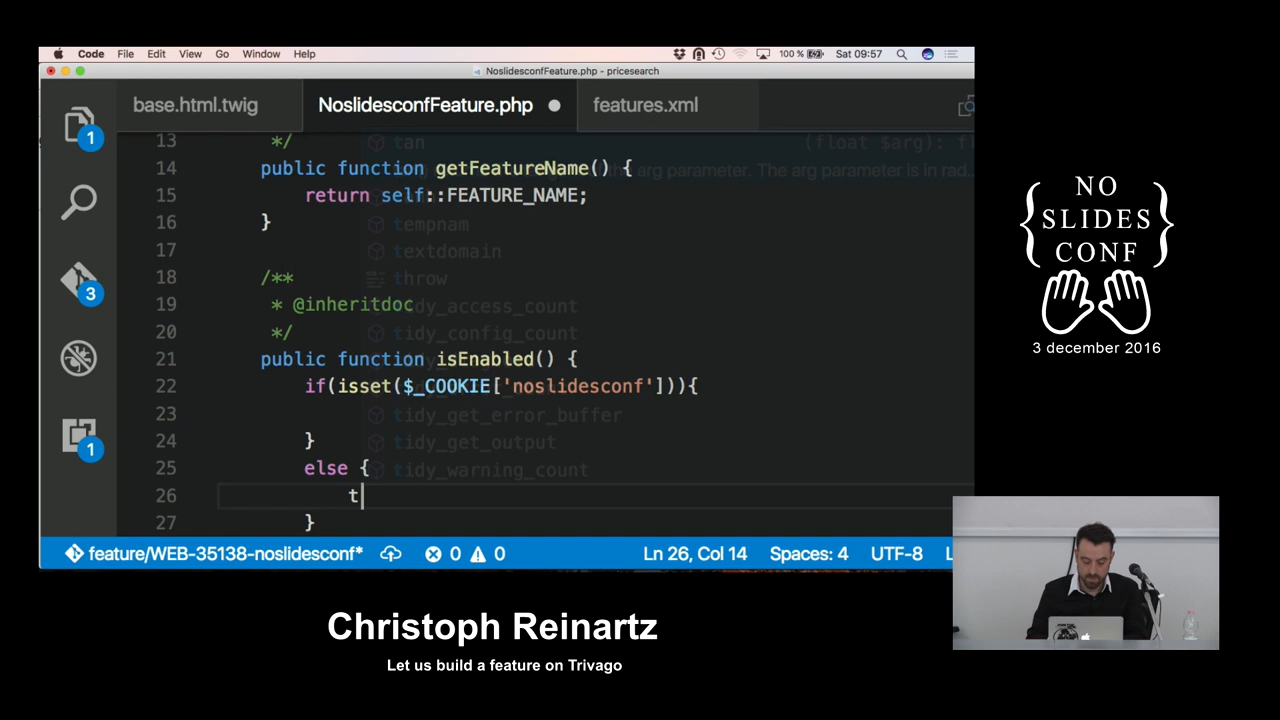 Code File Edit View Go Window Help 100 % Sat 09:57
NoslidesconfFeature.php - pricesearch
base.html.twig NoslidesconfFeature.php features.xml
13 */ tan (float $arg): fl
14 public function getFeatureName() { the arg parameter. The arg parameter is in rad...
15 return self::FEATURE_NAME;
16 } tempnam
17 textdomain
18 /** throw
19 * @inheritdoc tidy_access_count
20 */ tidy_config_count
21 public function isEnabled() {
22 if(isset($_COOKIE['noslidesconf'])){
23 tidy_get_error_buffer
24 } tidy_get_output
25 else { tidy_warning_count
26 t
27 }
1
3
1
feature/WEB-35138-noslidesconf* 0 0 Ln 26, Col 14 Spaces: 4 UTF-8 L
NO
SLIDES
CONF
3 december 2016
Christoph Reinartz
Let us build a feature on Trivago